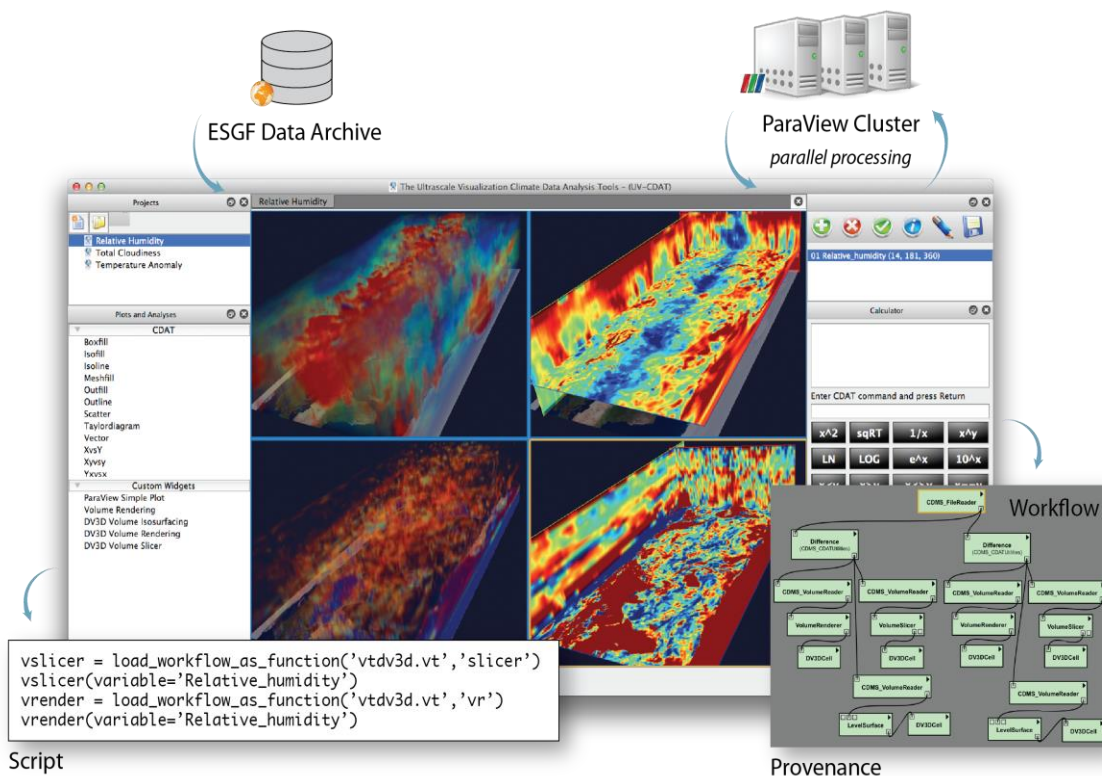 ESGF Data Archive
ParaView Cluster
parallel processing
The Ultrascale Visualization Climate Data Analysis Tools - (UV-CDAT)
Projects
Relative Humidity
Total Cloudiness
Temperature Anomaly
Plots and Analyses
CDAT
Boxfill
Isofill
Isoline
Meshfill
Outfill
Outline
Scatter
Taylordiagram
Vector
XvsY
Xyvsy
Yxvsx
Custom Widgets
ParaView Simple Plot
Volume Rendering
DV3D Volume Isosurfacing
DV3D Volume Rendering
DV3D Volume Slicer
Relative Humidity
01 Relative_humidity (14, 181, 360)
Calculator
Enter CDAT command and press Return
x^2 sqRT 1/x x^y
LN LOG e^x 10^x
Workflow
CDMS_FileReader
Difference Difference
(CDMS_CDATUtilities) (CDMS_CDATUtilities)
CDMS_VolumeReader CDMS_VolumeReader CDMS_VolumeReader CDMS_VolumeReader
VolumeRenderer VolumeSlicer VolumeRenderer VolumeSlicer
DV3DCell DV3DCell DV3DCell DV3DCell
CDMS_VolumeReader CDMS_VolumeReader
LevelSurface DV3DCell LevelSurface DV3DCell
Provenance
vslicer = load_workflow_as_function('vtdv3d.vt','slicer')
vslicer(variable='Relative_humidity')
vrender = load_workflow_as_function('vtdv3d.vt','vr')
vrender(variable='Relative_humidity')
Script